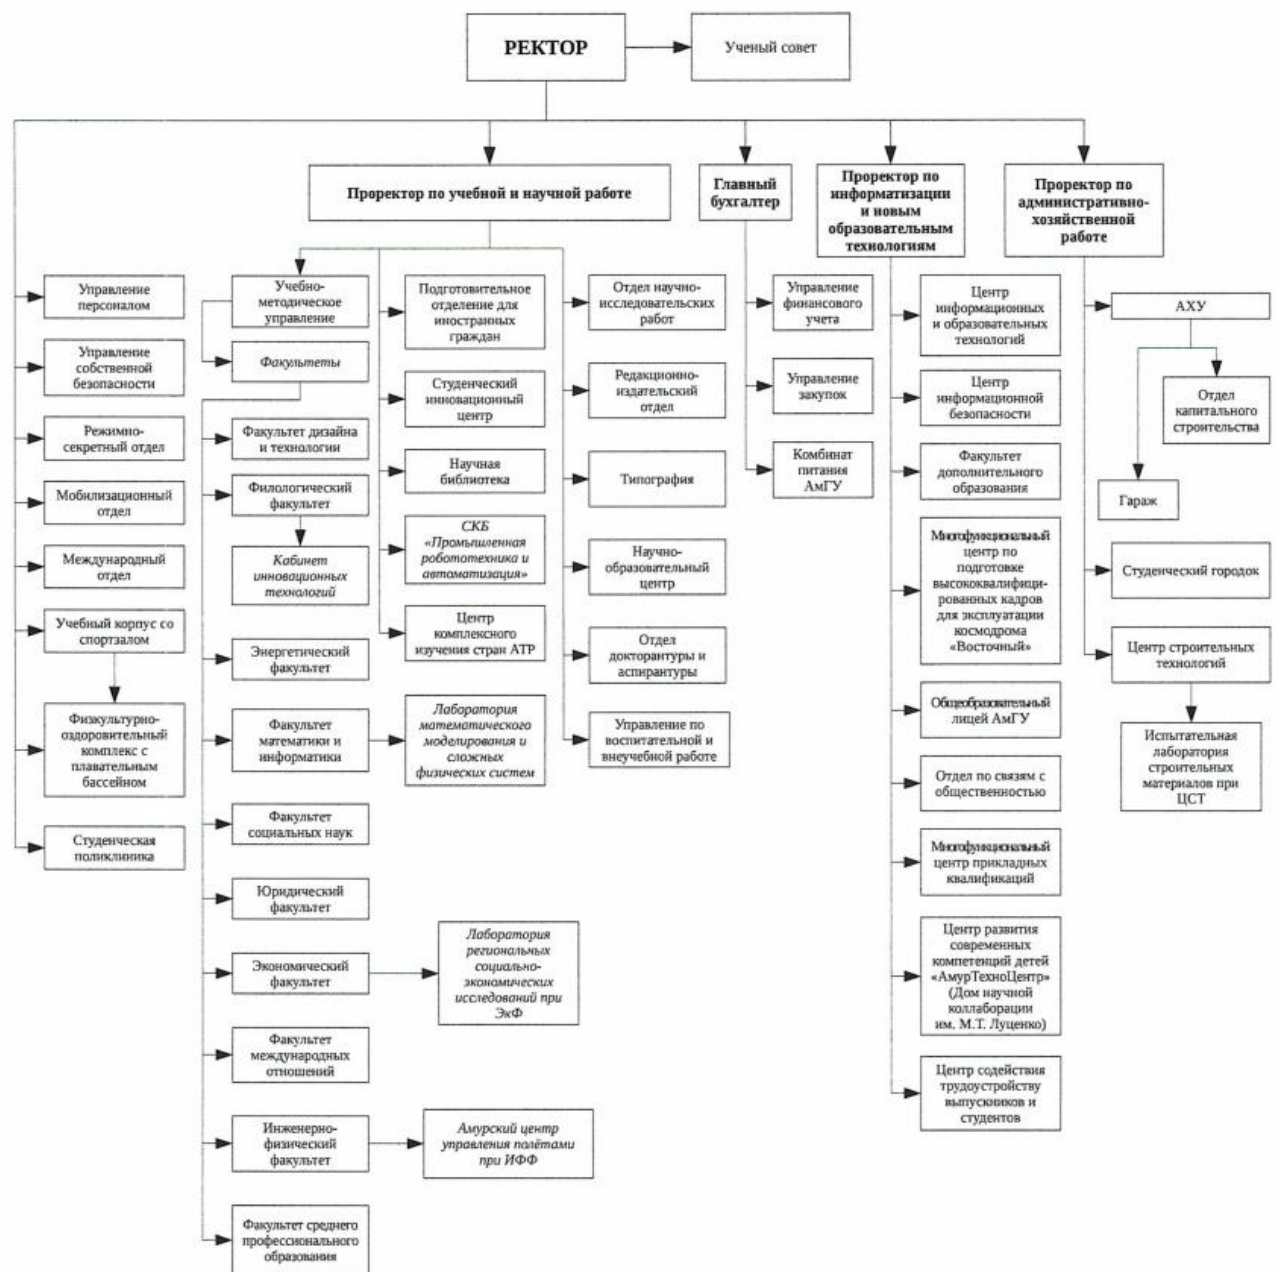 РЕКТОР
Ученый совет
Проректор по учебной и научной работе
Главный
бухгалтер
Проректор по
информатизации
и новым
образовательным
технологиям
Проректор по
административно-
хозяйственной
работе
Управление
персоналом
Управление
собственной
безопасности
Режимно-
секретный отдел
Мобилизационный
отдел
Международный
отдел
Учебный корпус со
спортзалом
Физкультурно-
оздоровительный
комплекс с
плавательным
бассейном
Студенческая
поликлиника
Учебно-
методическое
управление
Факультеты
Факультет дизайна
и технологии
Филологический
факультет
Кабинет
инновационных
технологий
Энергетический
факультет
Факультет
математики и
информатики
Факультет
социальных наук
Юридический
факультет
Экономический
факультет
Факультет
международных
отношений
Инженерно-
физический
факультет
Факультет среднего
профессионального
образования
Подготовительное
отделение для
иностранных
граждан
Студенческий
инновационный
центр
Научная
библиотека
СКБ
«Промышленная
робототехника и
автоматизация»
Центр
комплексного
изучения стран АТР
Лаборатория
математического
моделирования и
сложных
физических систем
Лаборатория
региональных
социально-
экономических
исследований при
ЭкФ
Амурский центр
управления полётами
при ИФФ
Отдел научно-
исследовательских
работ
Редакционно-
издательский
отдел
Типография
Научно-
образовательный
центр
Отдел
докторантуры и
аспирантуры
Управление по
воспитательной и
внеучебной работе
Управление
финансового
учета
Управление
закупок
Комбинат
питания
АмГУ
Центр
информационных
и образовательных
технологий
Центр
информационной
безопасности
Факультет
дополнительного
образования
Многофункциональный
центр по
подготовке
высококвалифици-
рованных кадров
для эксплуатации
космодрома
«Восточный»
Общеобразовательный
лицей АмГУ
Отдел по связям с
общественностью
Многофункциональный
центр прикладных
квалификаций
Центр развития
современных
компетенций детей
«АмурТехноЦентр»
(Дом научной
коллаборации
им. М.Т. Луценко)
Центр содействия
трудоустройству
выпускников и
студентов
АХУ
Отдел
капитального
строительства
Гараж
Студенческий городок
Центр строительных
технологий
Испытательная
лаборатория
строительных
материалов при
ЦСТ